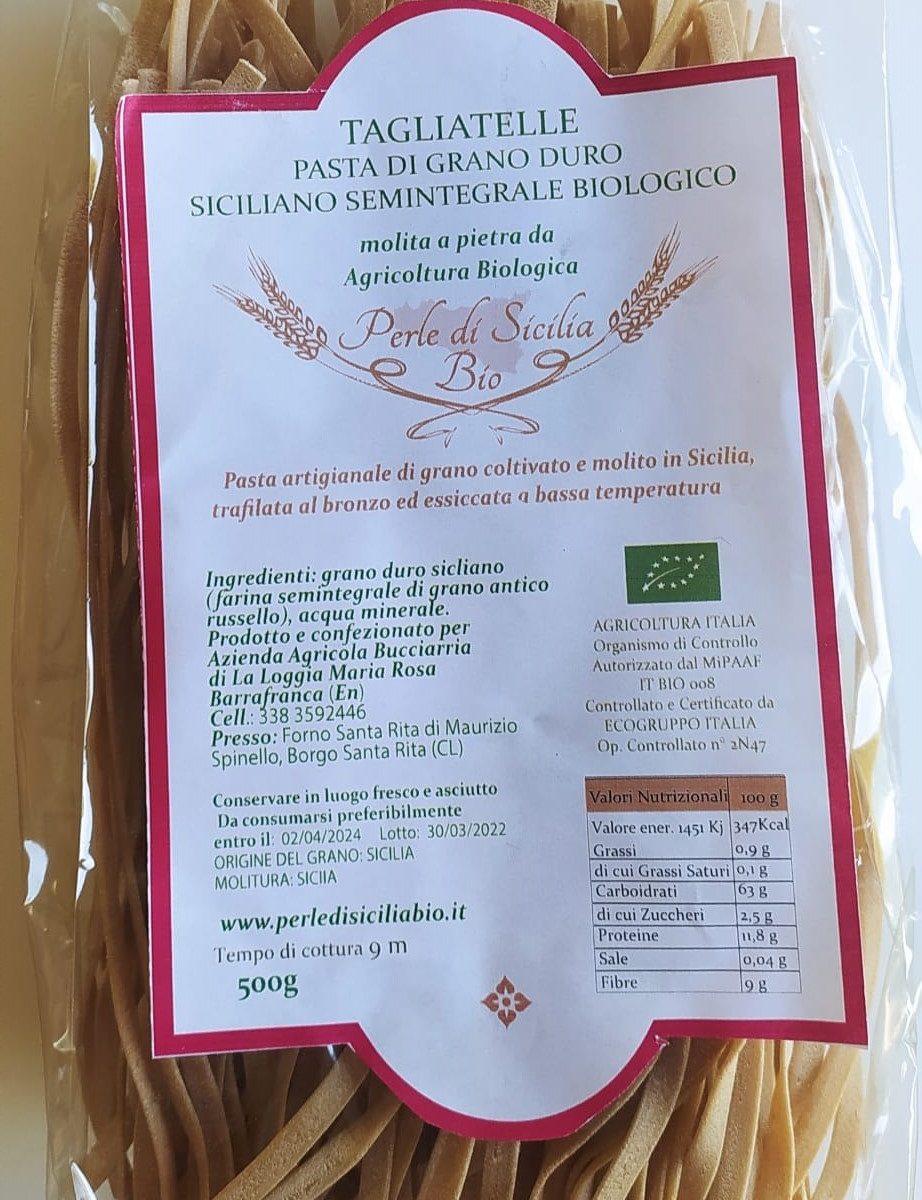 TAGLIATELLE
PASTA DI GRANO DURO
SICILIANO SEMINTEGRALE BIOLOGICO
molita a pietra da
Agricoltura Biologica
Perle di Sicilia
Bio
Pasta artigianale di grano coltivato e molito in Sicilia,
trafilata al bronzo ed essiccata a bassa temperatura
Ingredienti: grano duro sicliano
(farina semintegrale di grano antico
russello), acqua minerale.
Prodotto e confezionato per
Azienda Agricola Bucciarria
di La Loggia Maria Rosa
Barrafranca (En)
Cell.: 338 3592446
Presso: Forno Santa Rita di Maurizio
Spinello, Borgo Santa Rita (CL)
Conservare in luogo fresco e asciutto
Da consumarsi preferibilmente
entro il: 02/04/2024 Lotto: 30/03/2022
ORIGINE DEL GRANO: SICILIA
MOLITURA: SICIIA
www.perledisiciliabio.it
Tempo di cottura 9 m
500g
AGRICOLTURA ITALIA
Organismo di Controllo
Autorizzato dal MiPAAF
IT BIO 008
Controllato e Certificato da
ECOGRUPPO ITALIA
Op. Controllato n° 2N47
Valori Nutrizionali 100 g
Valore ener. 1451 Kj 347Kcal
Grassi 0,9 g
di cui Grassi Saturi 0,1 g
Carboidrati 63 g
di cui Zuccheri 2,5 g
Proteine 11,8 g
Sale 0,04 g
Fibre 9 g